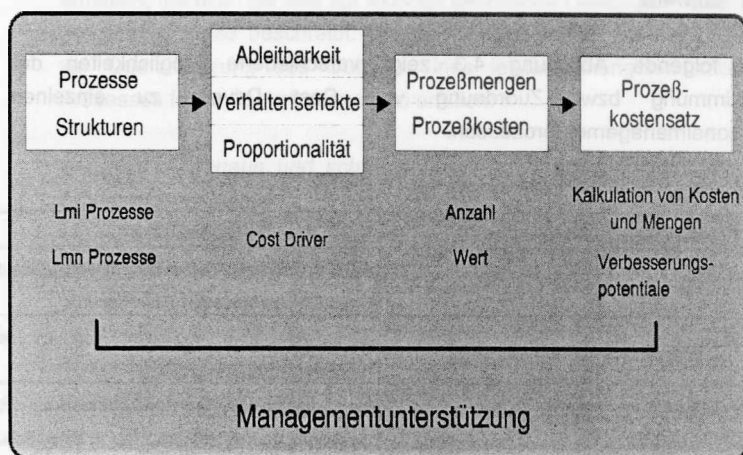 Prozesse
Strukturen
Ableitbarkeit
Verhaltenseffekte
Proportionalität
Prozeßmengen
Prozeßkosten
Prozeß-
kostensatz
Lmi Prozesse
Lmn Prozesse
Cost Driver
Anzahl
Wert
Kalkulation von Kosten
und Mengen
Verbesserungs-
potentiale
Managementunterstützung